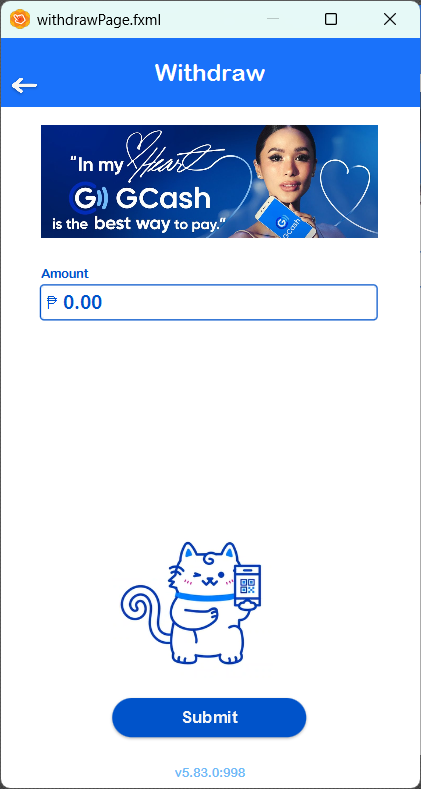 withdrawPage.fxml
Withdraw
“In my Heart
G GCash
is the best way to pay.”
G
GCash
Amount
₱ 0.00
Submit
v5.83.0:998